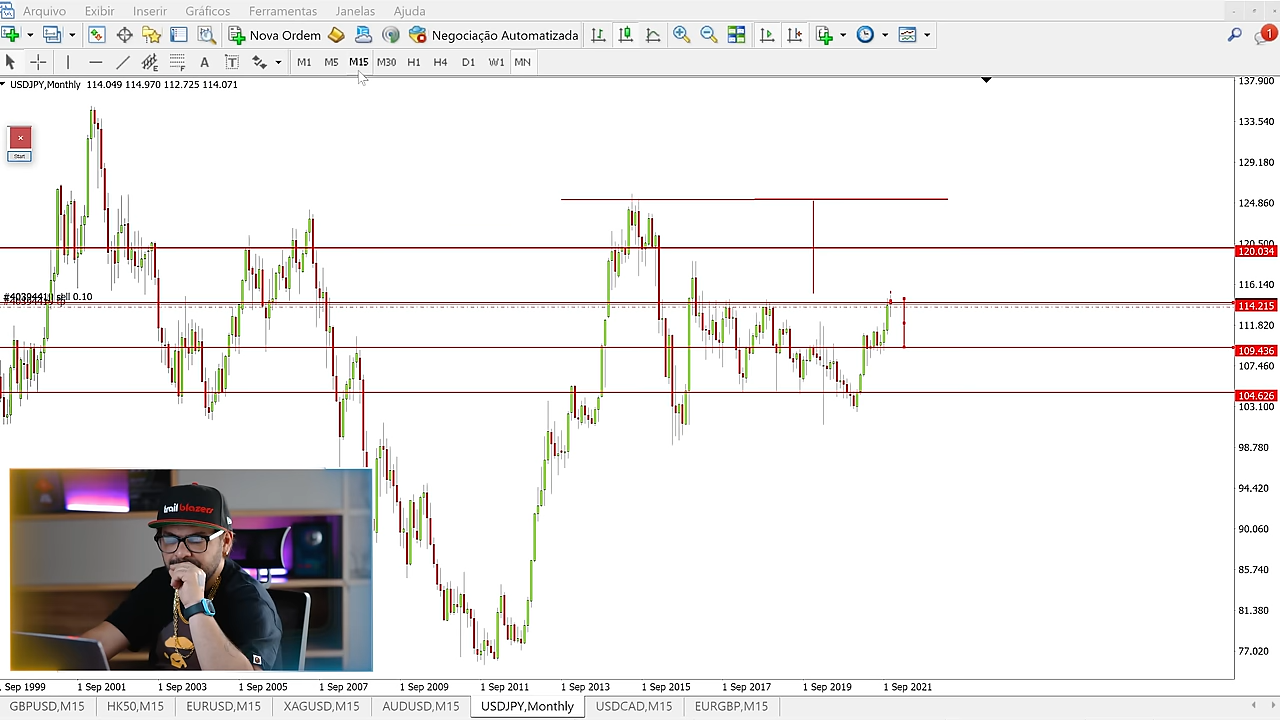 Arquivo Exibir Inserir Gráficos Ferramentas Janelas Ajuda
Nova Ordem Negociação Automatizada
1
A T M1 M5 M15 M30 H1 H4 D1 W1 MN
USDJPY,Monthly 114.049 114.970 112.725 114.071
137.900
133.540
Start
129.180
124.860
120.500
120.034
116.140
sell 0.10
114.215
111.820
109.436
107.460
104.626
103.100
98.780
94.420
90.060
85.740
81.380
77.020
trail blazers
Sep 1999 1 Sep 2001 1 Sep 2003 1 Sep 2005 1 Sep 2007 1 Sep 2009 1 Sep 2011 1 Sep 2013 1 Sep 2015 1 Sep 2017 1 Sep 2019 1 Sep 2021
GBPUSD,M15 HK50,M15 EURUSD,M15 XAGUSD,M15 AUDUSD,M15 USDJPY,Monthly USDCAD,M15 EURGBP,M15